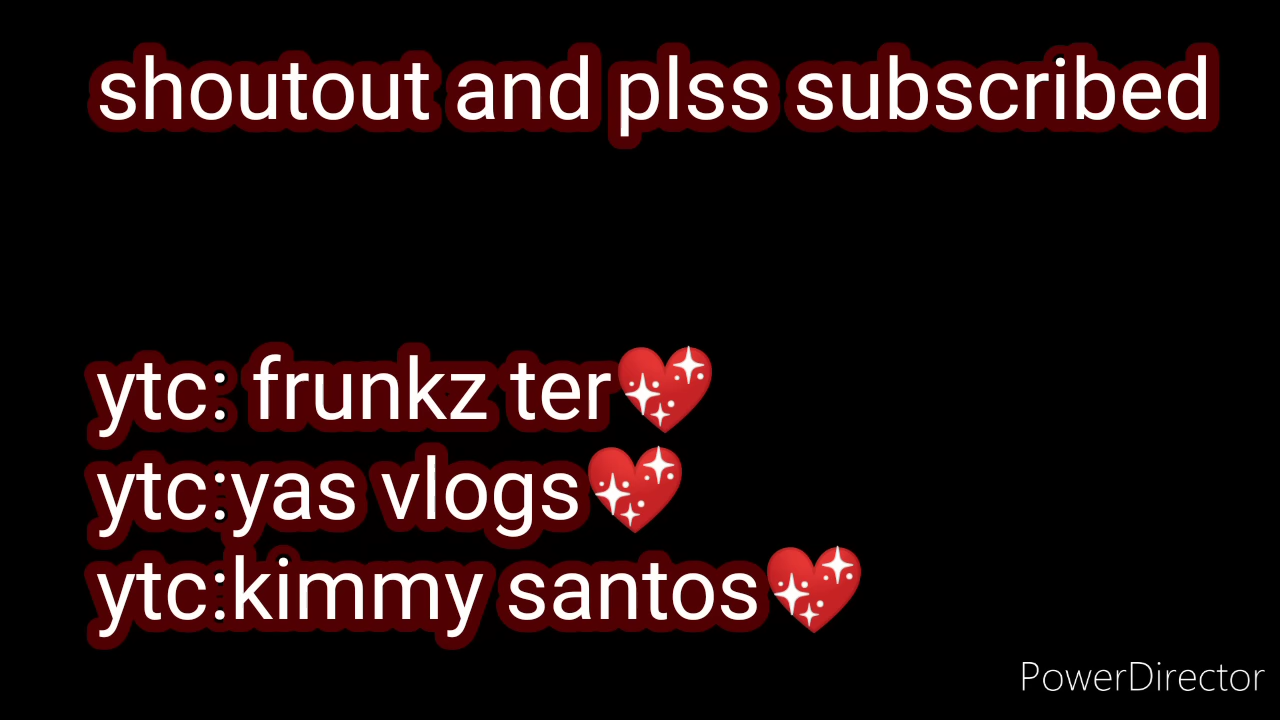 shoutout and plss subscribed
ytc: frunkz ter💖
ytc:yas vlogs💖
ytc:kimmy santos💖
PowerDirector